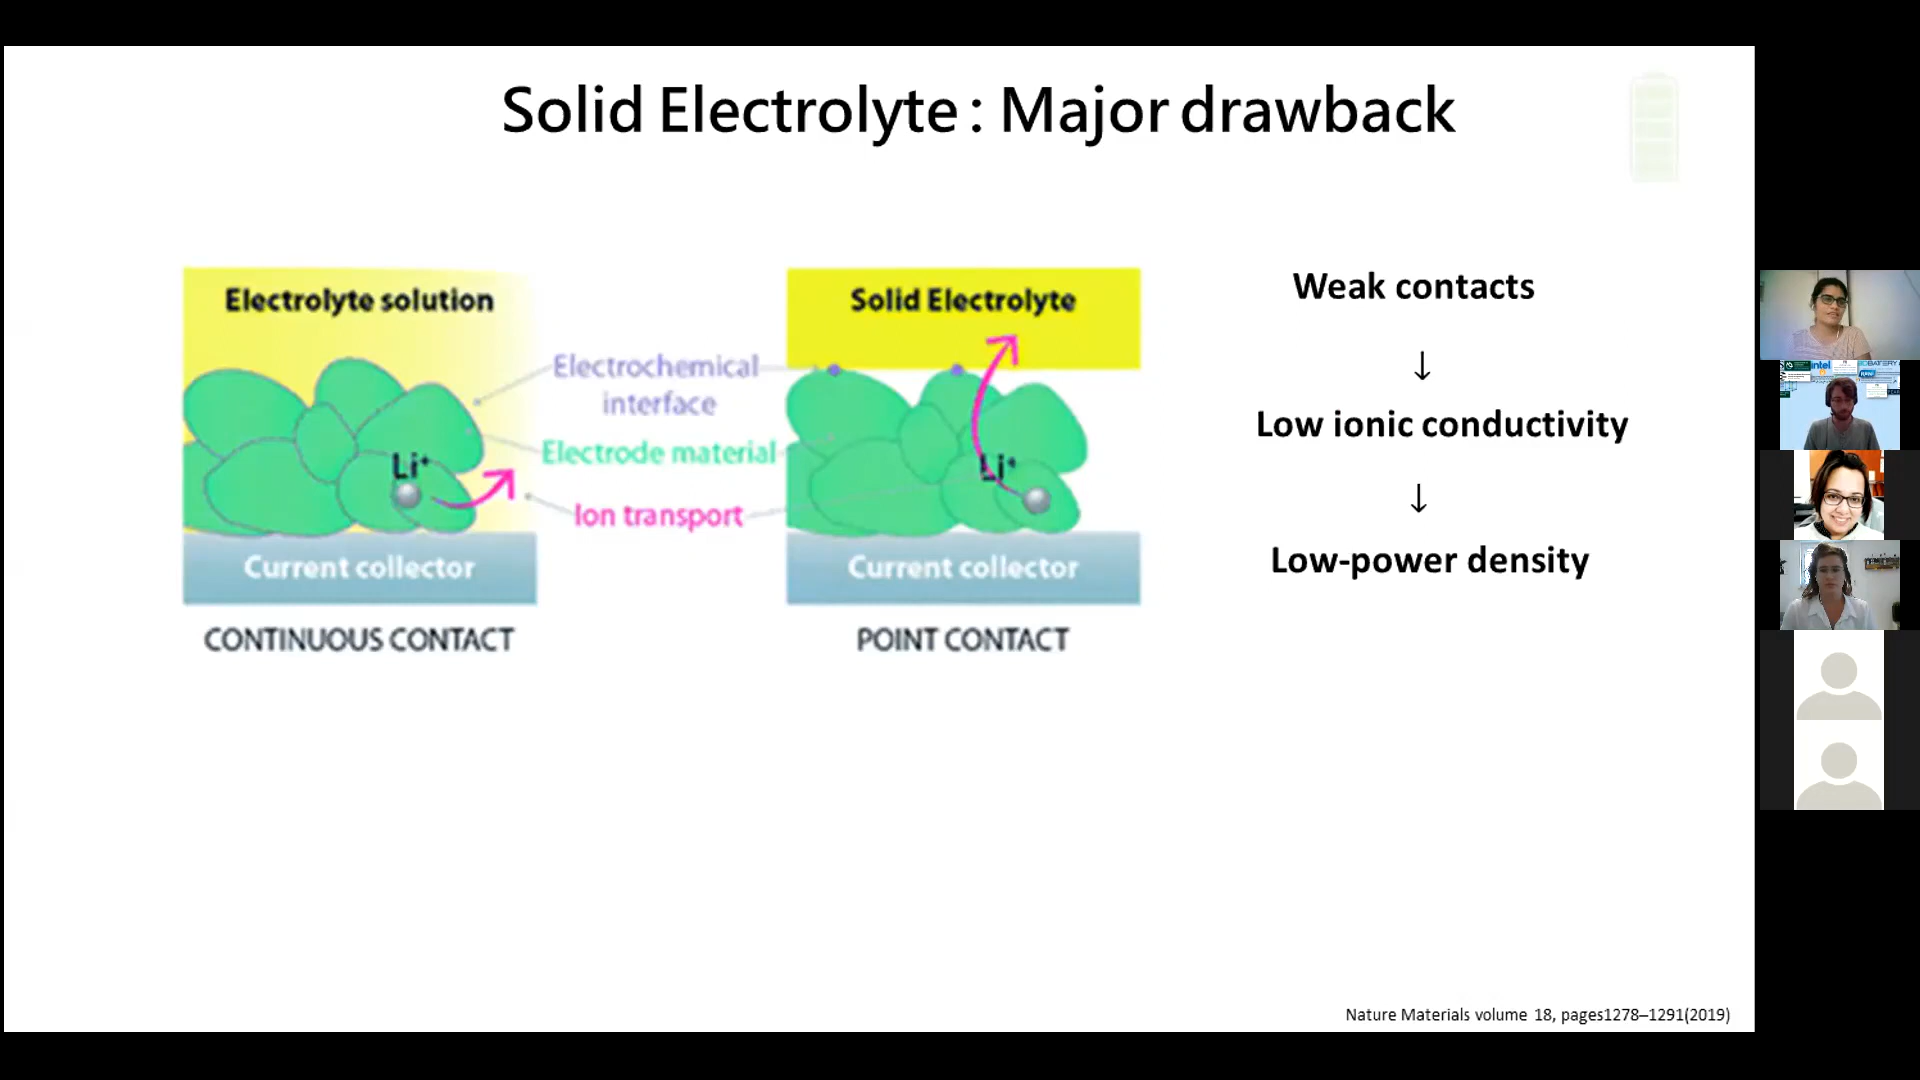 Solid Electrolyte : Major drawback
Electrolyte solution
Electrochemical
interface
Electrode material
Li+
Ion transport
Current collector
CONTINUOUS CONTACT
Solid Electrolyte
Li+
Current collector
POINT CONTACT
Weak contacts
↓
Low ionic conductivity
↓
Low-power density
Nature Materials volume 18, pages1278–1291(2019)
intel